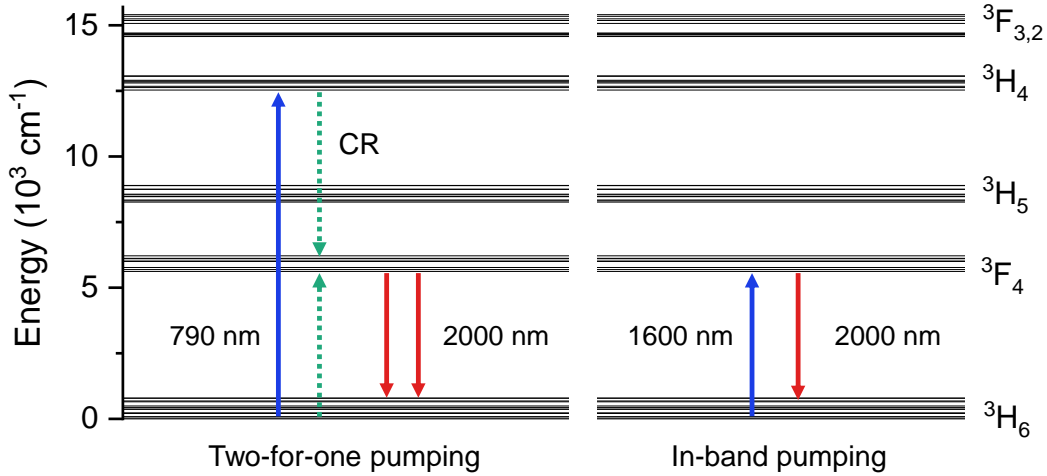 Energy (10³ cm⁻¹)
15
10
5
0
CR
790 nm
2000 nm
1600 nm
2000 nm
³F₃,₂
³H₄
³H₅
³F₄
³H₆
Two-for-one pumping
In-band pumping